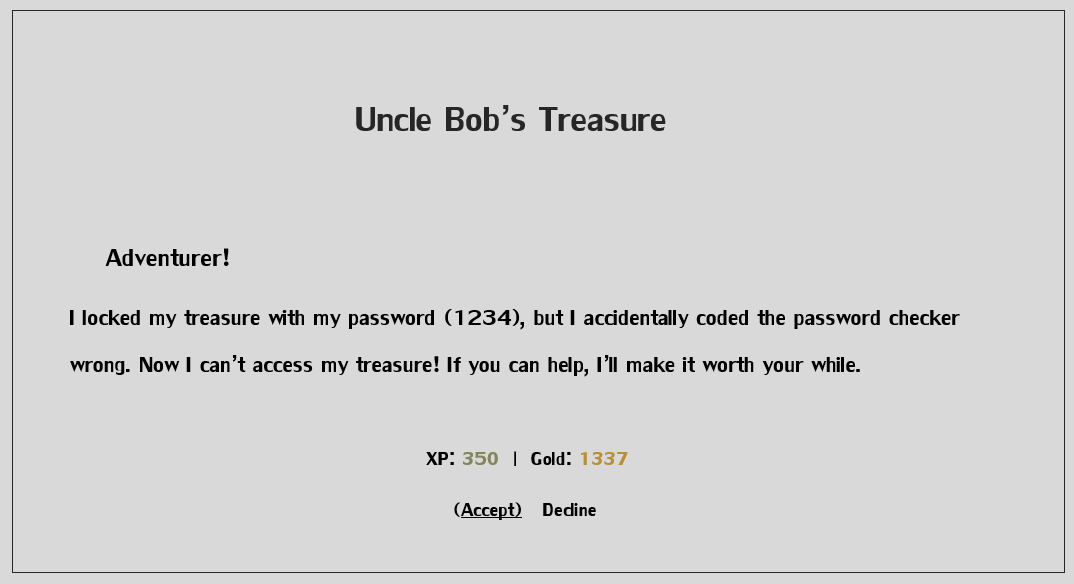 Uncle Bob's Treasure
Adventurer!
I locked my treasure with my password (1234), but I accidentally coded the password checker
wrong. Now I can't access my treasure! If you can help, I'll make it worth your while.
XP: 350 | Gold: 1337
(Accept) Decline